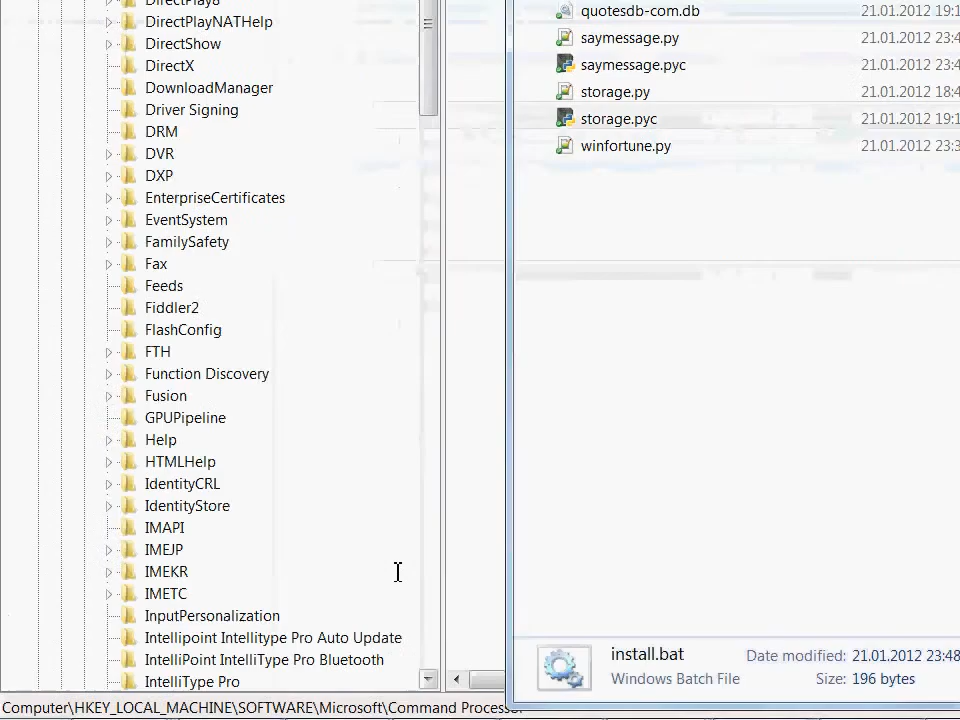 DirectPlay8
DirectPlayNATHelp
DirectShow
DirectX
DownloadManager
Driver Signing
DRM
DVR
DXP
EnterpriseCertificates
EventSystem
FamilySafety
Fax
Feeds
Fiddler2
FlashConfig
FTH
Function Discovery
Fusion
GPUPipeline
Help
HTMLHelp
IdentityCRL
IdentityStore
IMAPI
IMEJP
IMEKR
IMETC
InputPersonalization
Intellipoint Intellitype Pro Auto Update
IntelliPoint IntelliType Pro Bluetooth
IntelliType Pro
Computer\HKEY_LOCAL_MACHINE\SOFTWARE\Microsoft\Command Processor
quotesdb-com.db 21.01.2012 19:1
saymessage.py 21.01.2012 23:4
saymessage.pyc 21.01.2012 23:4
storage.py 21.01.2012 18:4
storage.pyc 21.01.2012 19:1
winfortune.py 21.01.2012 23:3
install.bat Date modified: 21.01.2012 23:48
Windows Batch File Size: 196 bytes